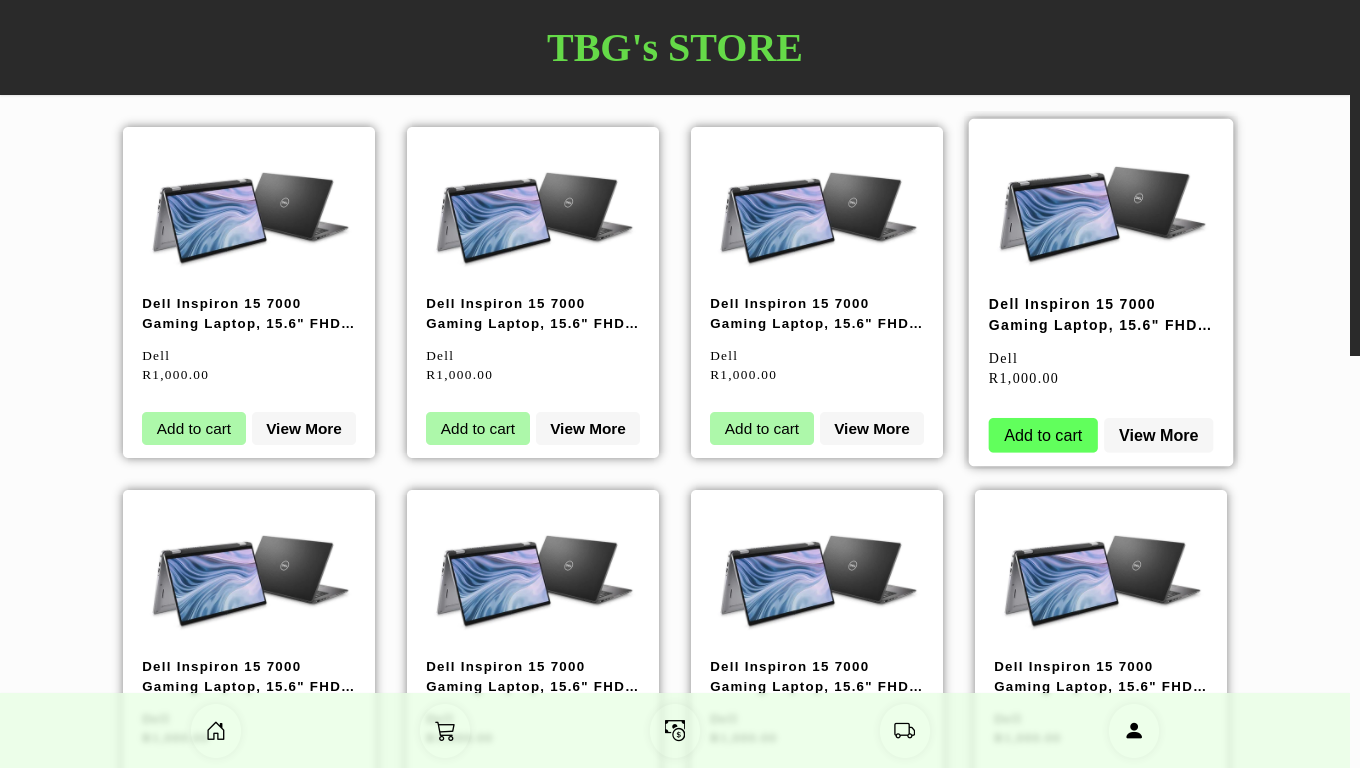 TBG's STORE
Dell Inspiron 15 7000
Gaming Laptop, 15.6" FHD...
Dell
R1,000.00
Add to cart
View More
Dell Inspiron 15 7000
Gaming Laptop, 15.6" FHD...
Dell
R1,000.00
Add to cart
View More
Dell Inspiron 15 7000
Gaming Laptop, 15.6" FHD...
Dell
R1,000.00
Add to cart
View More
Dell Inspiron 15 7000
Gaming Laptop, 15.6" FHD...
Dell
R1,000.00
Add to cart
View More
Dell Inspiron 15 7000
Gaming Laptop, 15.6" FHD...
Dell Inspiron 15 7000
Gaming Laptop, 15.6" FHD...
Dell Inspiron 15 7000
Gaming Laptop, 15.6" FHD...
Dell Inspiron 15 7000
Gaming Laptop, 15.6" FHD...